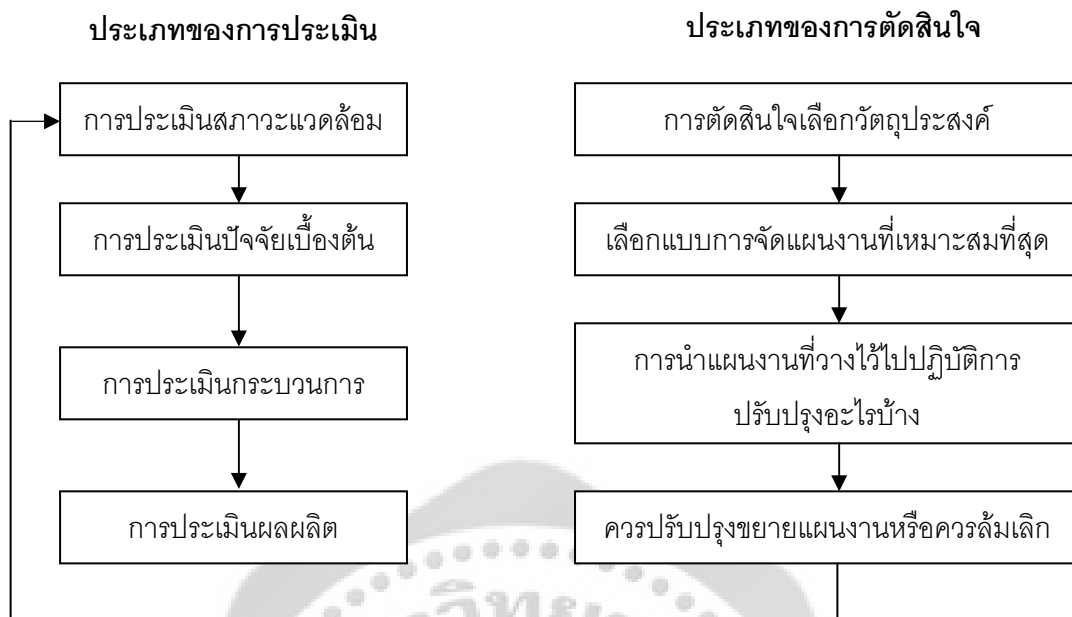 ประเภทของการประเมิน
ประเภทของการตัดสินใจ
การประเมินสภาวะแวดล้อม
การตัดสินใจเลือกวัตถุประสงค์
การประเมินปัจจัยเบื้องต้น
เลือกแบบการจัดแผนงานที่เหมาะสมที่สุด
การประเมินกระบวนการ
การนำแผนงานที่วางไว้ไปปฏิบัติการ
ปรับปรุงอะไรบ้าง
การประเมินผลผลิต
ควรปรับปรุงขยายแผนงานหรือควรล้มเลิก